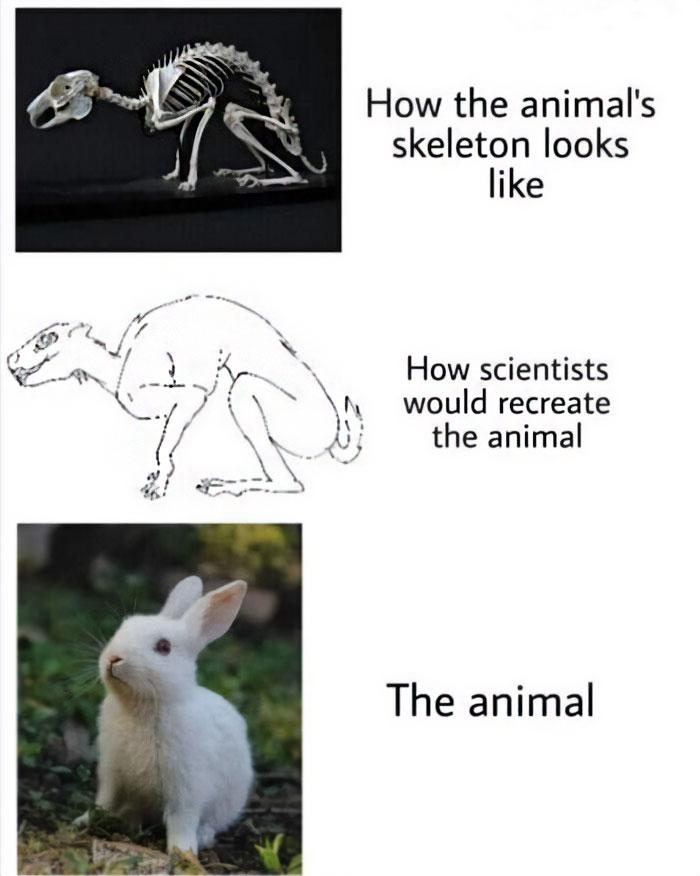 How the animal's
skeleton looks
like
How scientists
would recreate
the animal
The animal